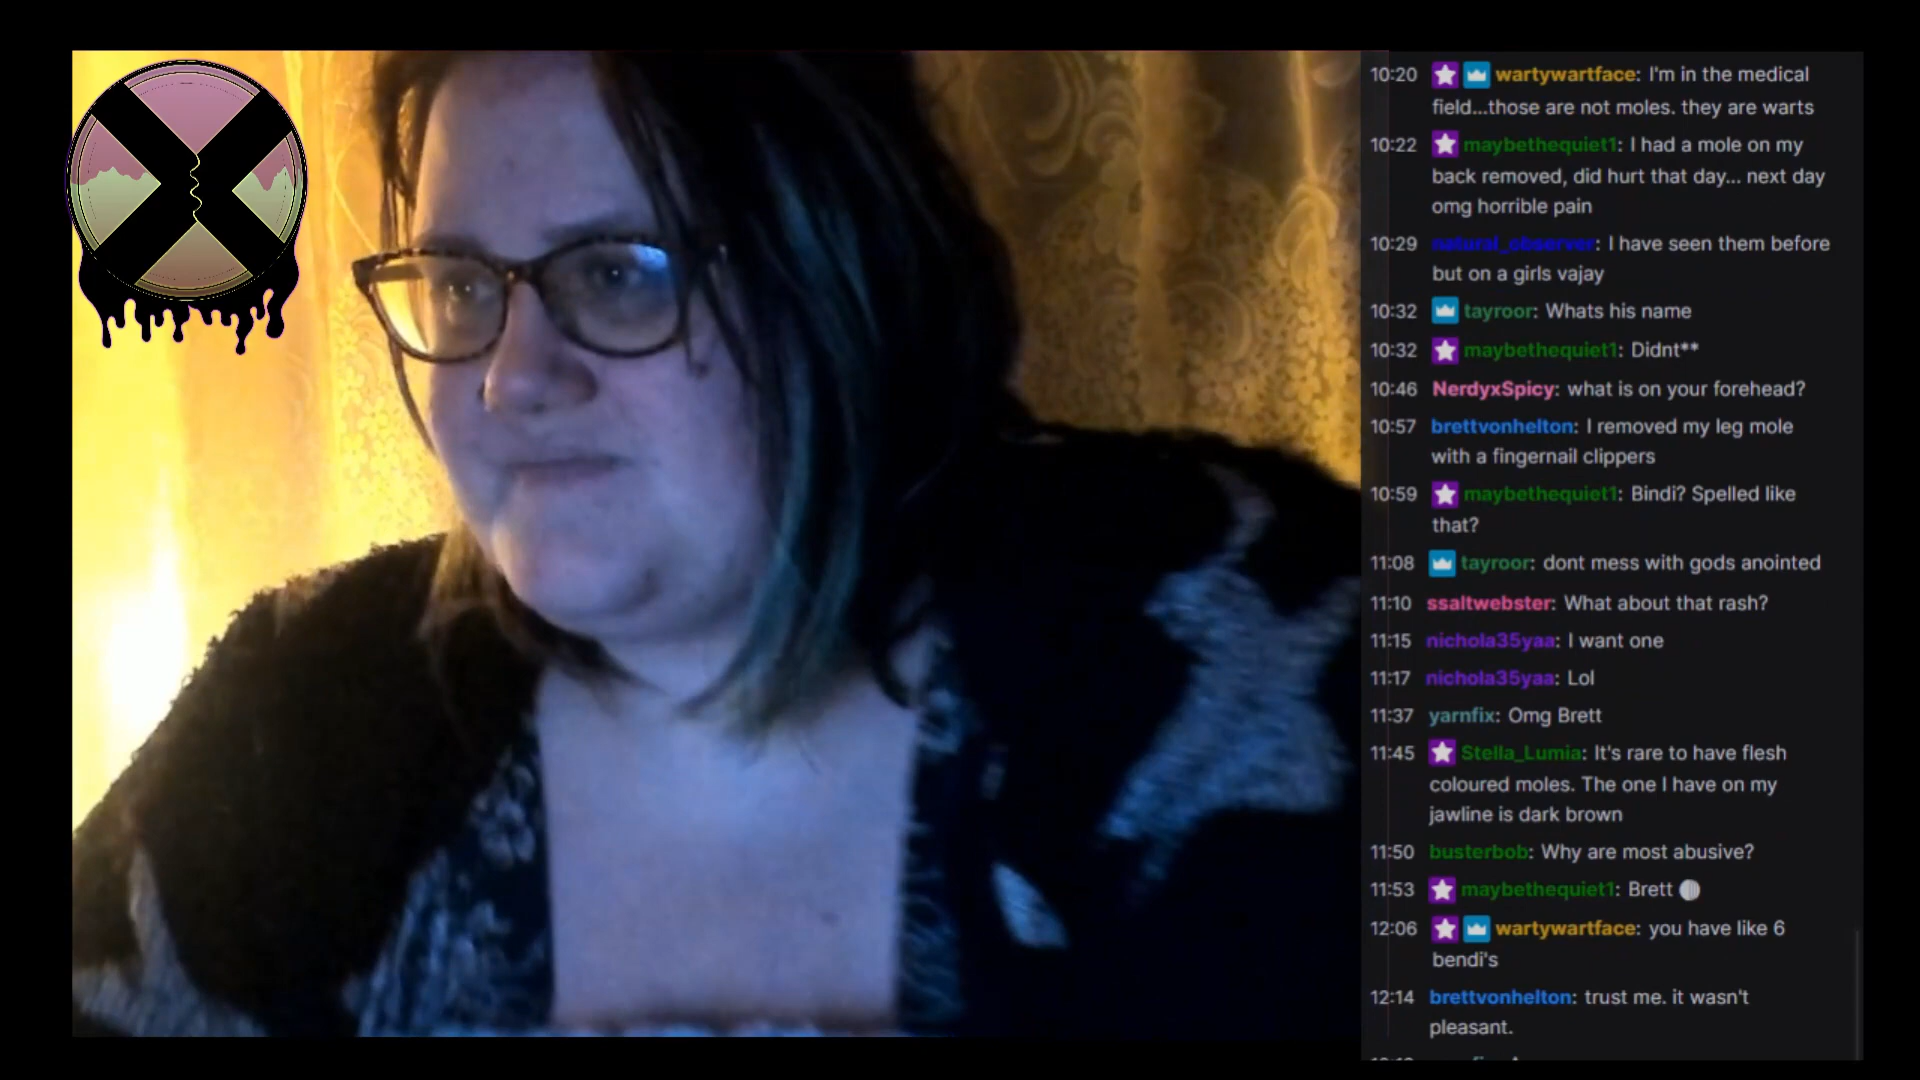 10:20 wartywartface: I'm in the medical
field...those are not moles. they are warts
10:22 maybethequiet1: I had a mole on my
back removed, did hurt that day... next day
omg horrible pain
10:29 natural_observer: I have seen them before
but on a girls vajay
10:32 tayroor: Whats his name
10:32 maybethequiet1: Didnt**
10:46 NerdyxSpicy: what is on your forehead?
10:57 brettvonhelton: I removed my leg mole
with a fingernail clippers
10:59 maybethequiet1: Bindi? Spelled like
that?
11:08 tayroor: dont mess with gods anointed
11:10 ssaltwebster: What about that rash?
11:15 nichola35yaa: I want one
11:17 nichola35yaa: Lol
11:37 yarnfix: Omg Brett
11:45 Stella_Lumia: It's rare to have flesh
coloured moles. The one I have on my
jawline is dark brown
11:50 busterbob: Why are most abusive?
11:53 maybethequiet1: Brett
12:06 wartywartface: you have like 6
bendi's
12:14 brettvonhelton: trust me. it wasn't
pleasant.